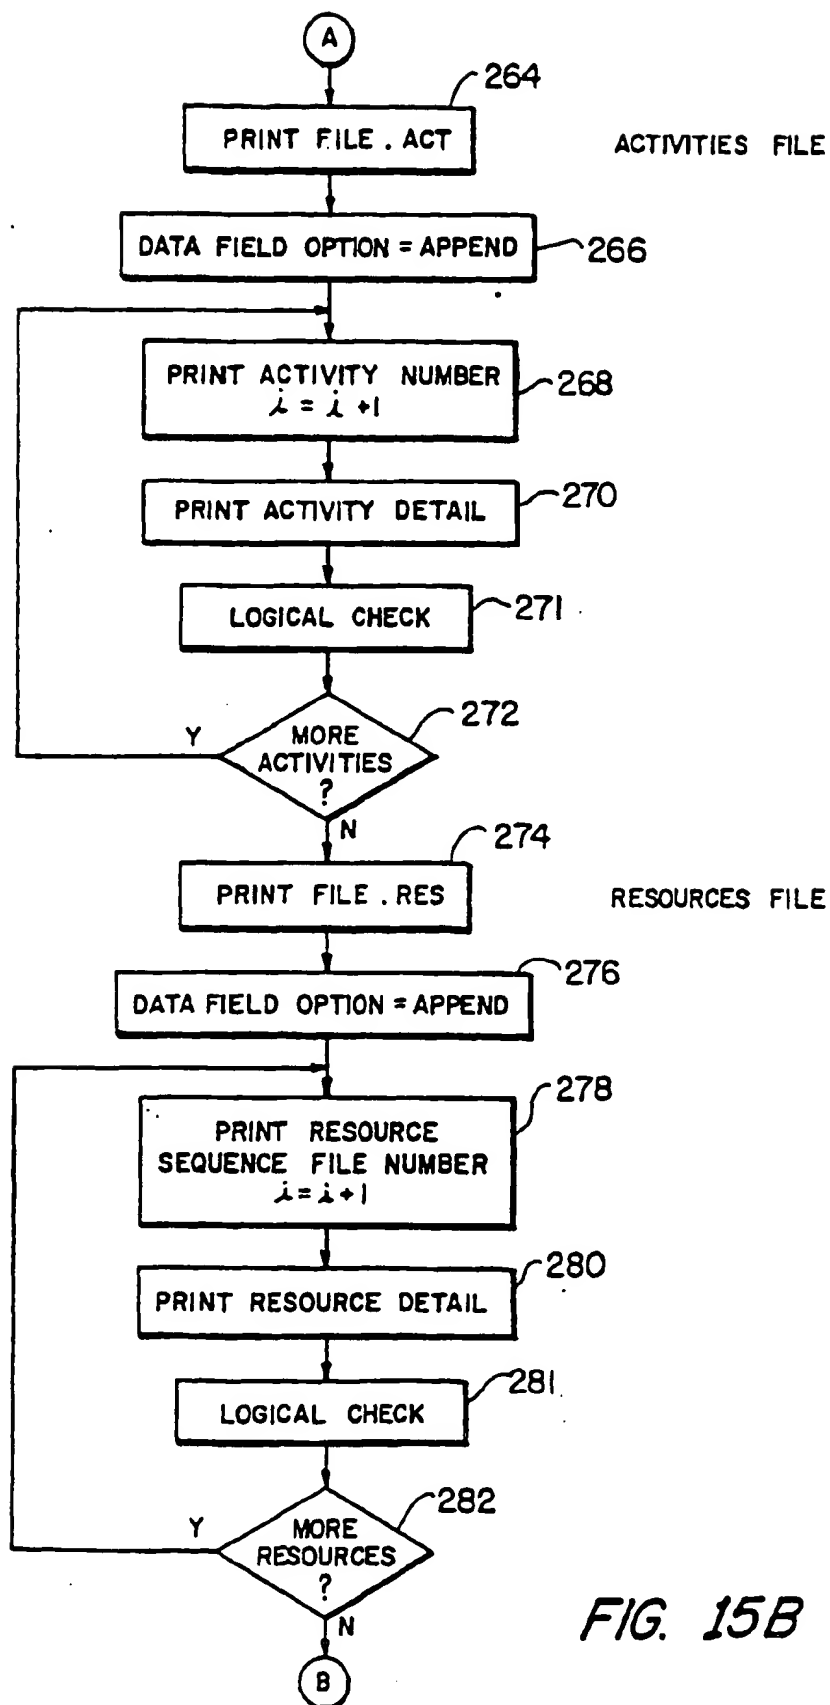 A
264
PRINT FILE . ACT
ACTIVITIES FILE
DATA FIELD OPTION = APPEND
266
PRINT ACTIVITY NUMBER
i = i +1
268
270
PRINT ACTIVITY DETAIL
LOGICAL CHECK
271
272
Y
MORE
ACTIVITIES
?
N
274
PRINT FILE . RES
RESOURCES FILE
276
DATA FIELD OPTION = APPEND
278
PRINT RESOURCE
SEQUENCE FILE NUMBER
i = i + 1
280
PRINT RESOURCE DETAIL
281
LOGICAL CHECK
282
Y
MORE
RESOURCES
?
N
FIG. 15B
B